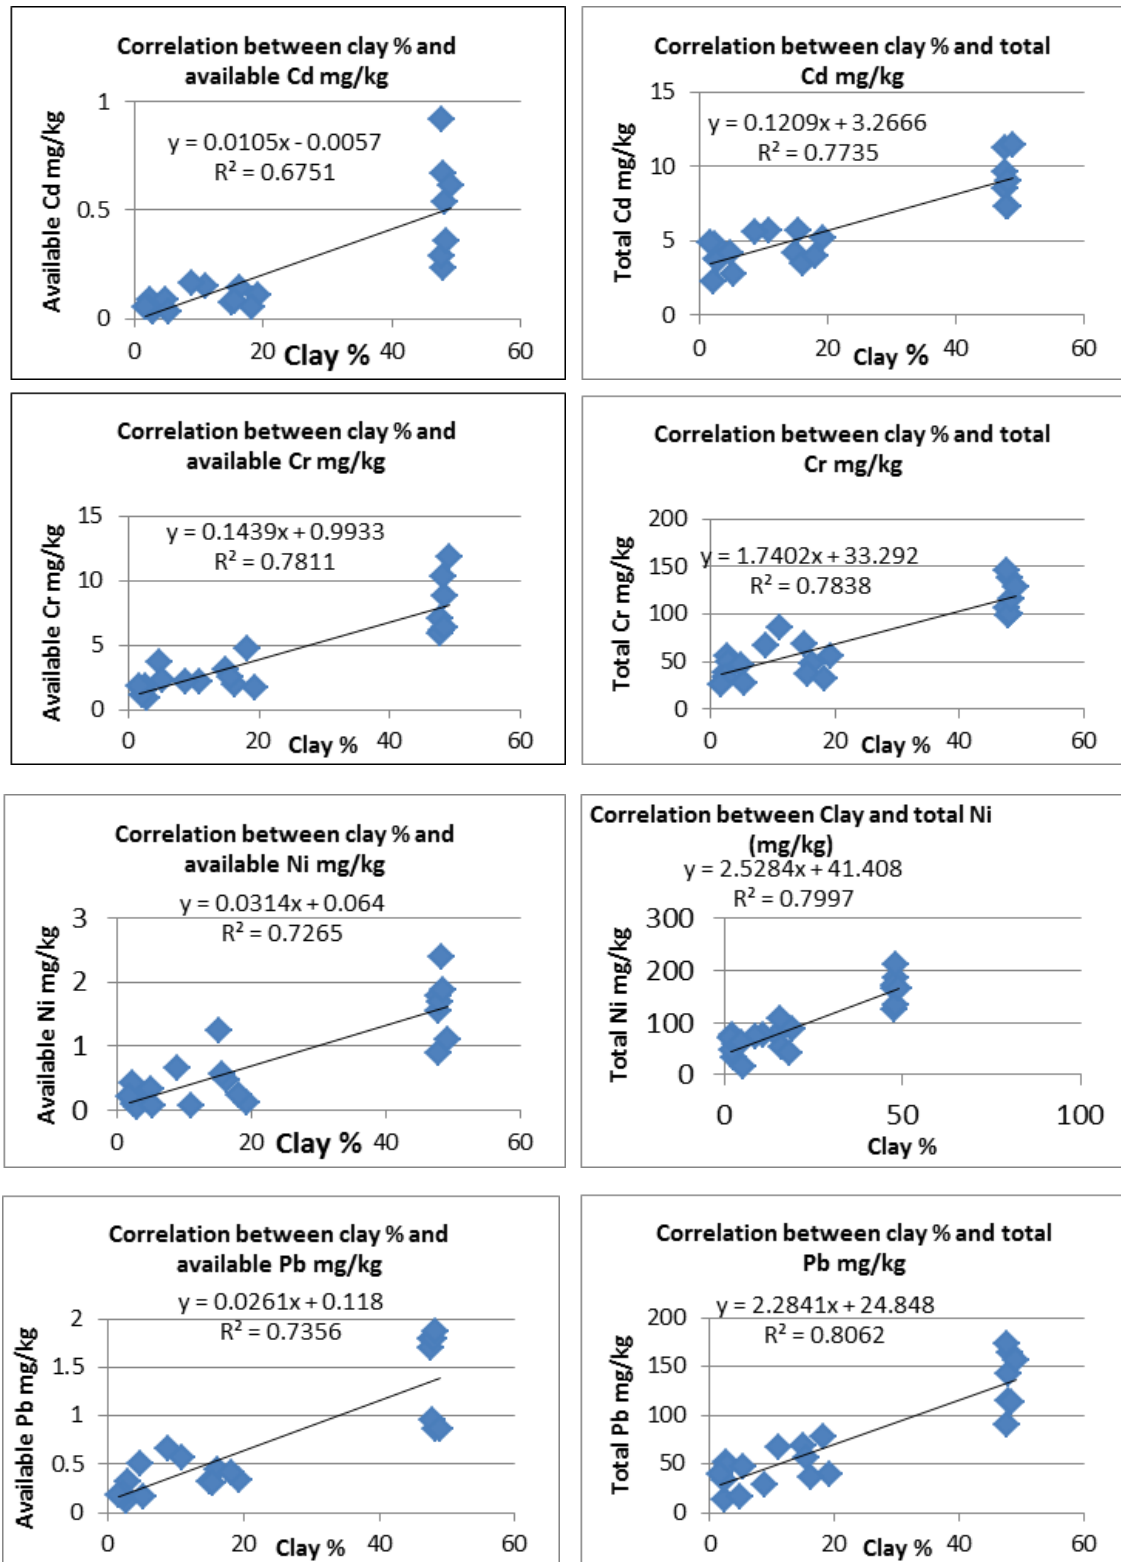 Correlation between clay % and
available Cd mg/kg
Available Cd mg/kg
1
0.5
0
y = 0.0105x - 0.0057
R² = 0.6751
0
20
40
60
Clay %
Correlation between clay % and total
Cd mg/kg
Total Cd mg/kg
15
10
5
0
y = 0.1209x + 3.2666
R² = 0.7735
0
20
40
60
Clay %
Correlation between clay % and
available Cr mg/kg
Available Cr mg/kg
15
10
5
0
y = 0.1439x + 0.9933
R² = 0.7811
0
20
40
60
Clay %
Correlation between clay % and total
Cr mg/kg
Total Cr mg/kg
200
150
100
50
0
y = 1.7402x + 33.292
R² = 0.7838
0
20
40
60
Clay %
Correlation between clay % and
available Ni mg/kg
Available Ni mg/kg
3
2
1
0
y = 0.0314x + 0.064
R² = 0.7265
0
20
40
60
Clay %
Correlation between Clay and total Ni
(mg/kg)
Total Ni mg/kg
300
200
100
0
y = 2.5284x + 41.408
R² = 0.7997
0
50
100
Clay %
Correlation between clay % and
available Pb mg/kg
Available Pb mg/kg
2
1.5
1
0.5
0
y = 0.0261x + 0.118
R² = 0.7356
0
20
40
60
Clay %
Correlation between clay % and total
Pb mg/kg
Total Pb mg/kg
200
150
100
50
0
y = 2.2841x + 24.848
R² = 0.8062
0
20
40
60
Clay %